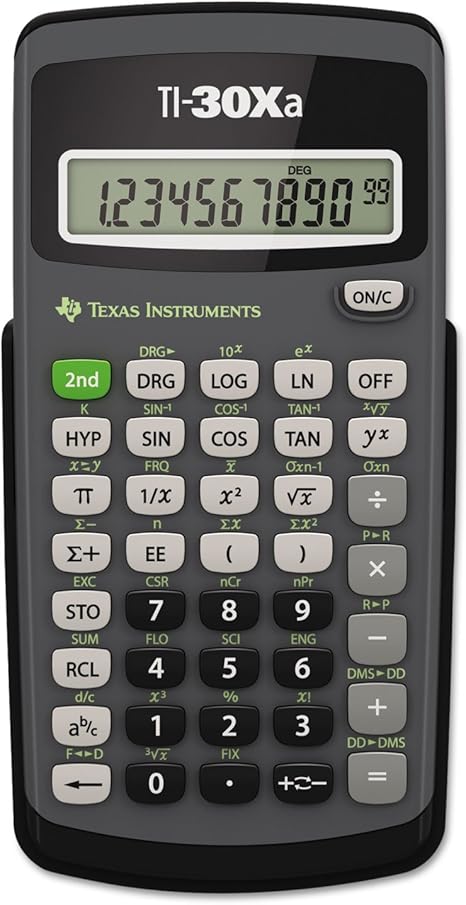 TI-30Xa
DEG
1.234567890 99
ON/C
TEXAS INSTRUMENTS
DRG► 10ˣ eˣ
2nd DRG LOG LN OFF
K SIN⁻¹ COS⁻¹ TAN⁻¹ ˣ√y
HYP SIN COS TAN yˣ
x⇆y FRQ x̅ σxn-1 σxn
π 1/x x² √x ÷
Σ− n Σx Σx² P►R
Σ+ EE ( ) ×
EXC CSR nCr nPr R►P
STO 7 8 9 −
SUM FLO SCI ENG DMS►DD
RCL 4 5 6 +
d/c x³ % x! DD►DMS
aᵇ/c 1 2 3 =
F◄►D ³√x FIX
← 0 . +⇆−